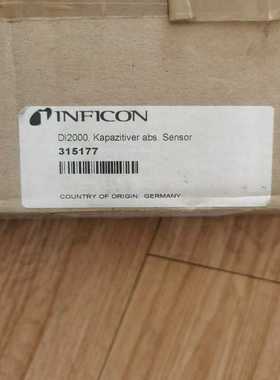 INFICON
DI2000, Kapazitiver abs. Sensor
315177
COUNTRY OF ORIGIN: GERMANY